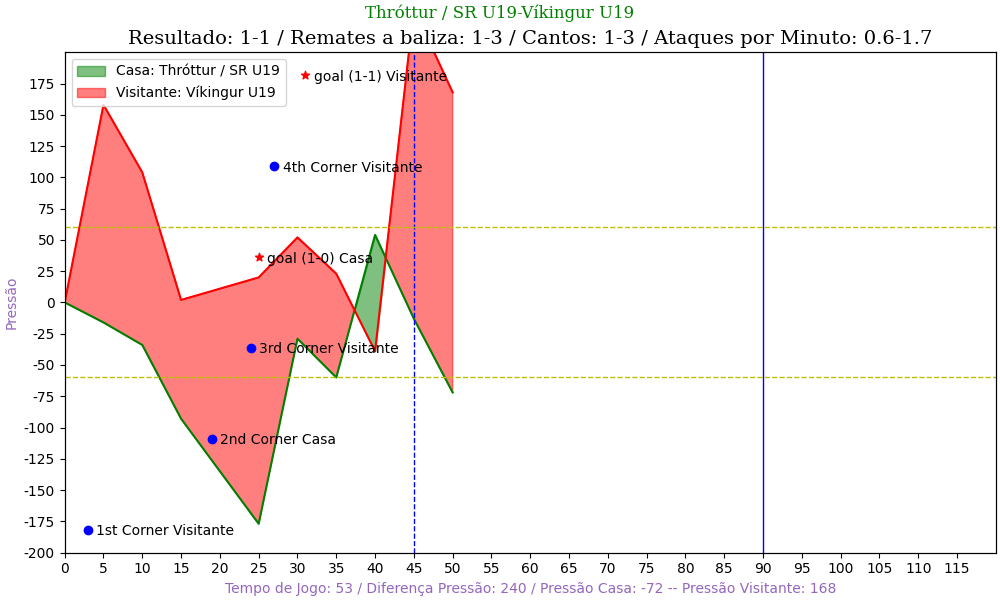 Thróttur / SR U19-Víkingur U19
Resultado: 1-1 / Remates a baliza: 1-3 / Cantos: 1-3 / Ataques por Minuto: 0.6-1.7
Casa: Thróttur / SR U19
Visitante: Víkingur U19
goal (1-1) Visitante
4th Corner Visitante
goal (1-0) Casa
3rd Corner Visitante
2nd Corner Casa
1st Corner Visitante
Pressão
175
150
125
100
75
50
25
0
-25
-50
-75
-100
-125
-150
-175
-200
0 5 10 15 20 25 30 35 40 45 50 55 60 65 70 75 80 85 90 95 100 105 110 115
Tempo de Jogo: 53 / Diferença Pressão: 240 / Pressão Casa: -72 -- Pressão Visitante: 168